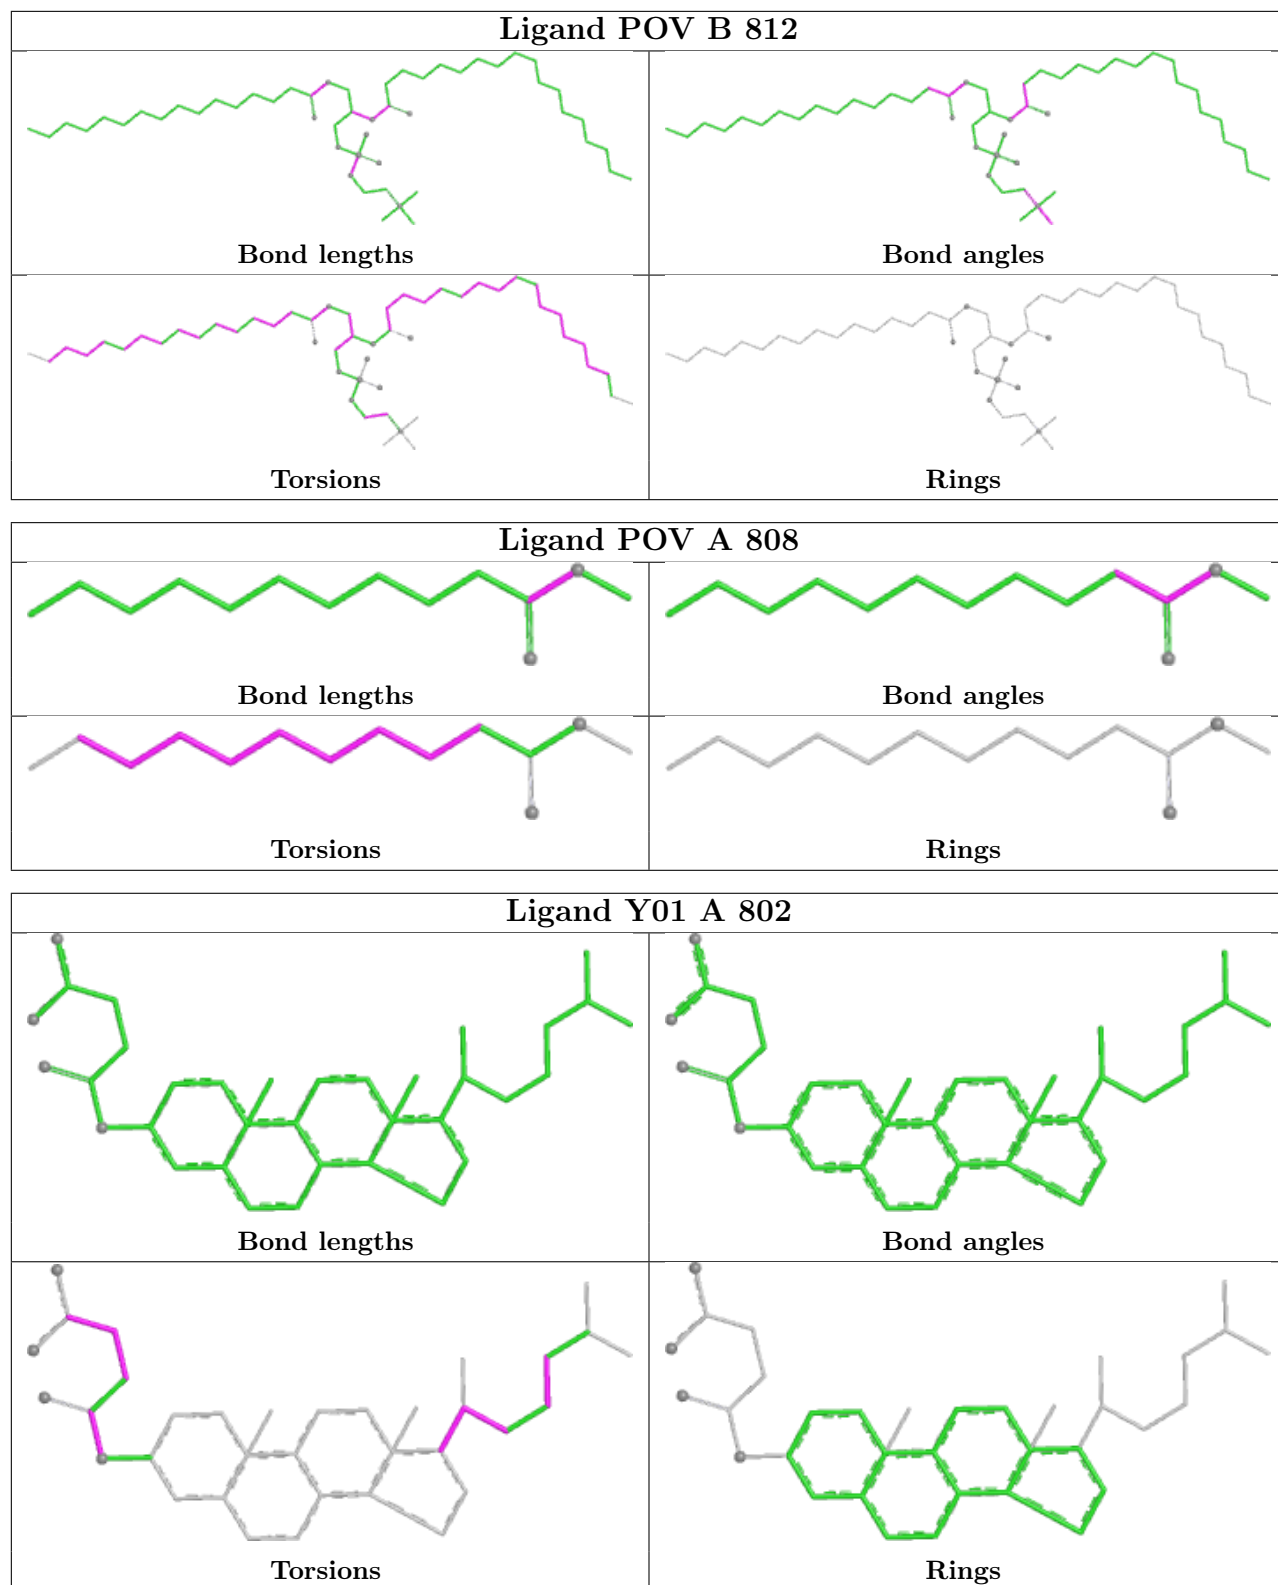 Ligand POV B 812
Bond lengths
Bond angles
Torsions
Rings
Ligand POV A 808
Bond lengths
Bond angles
Torsions
Rings
Ligand Y01 A 802
Bond lengths
Bond angles
Torsions
Rings